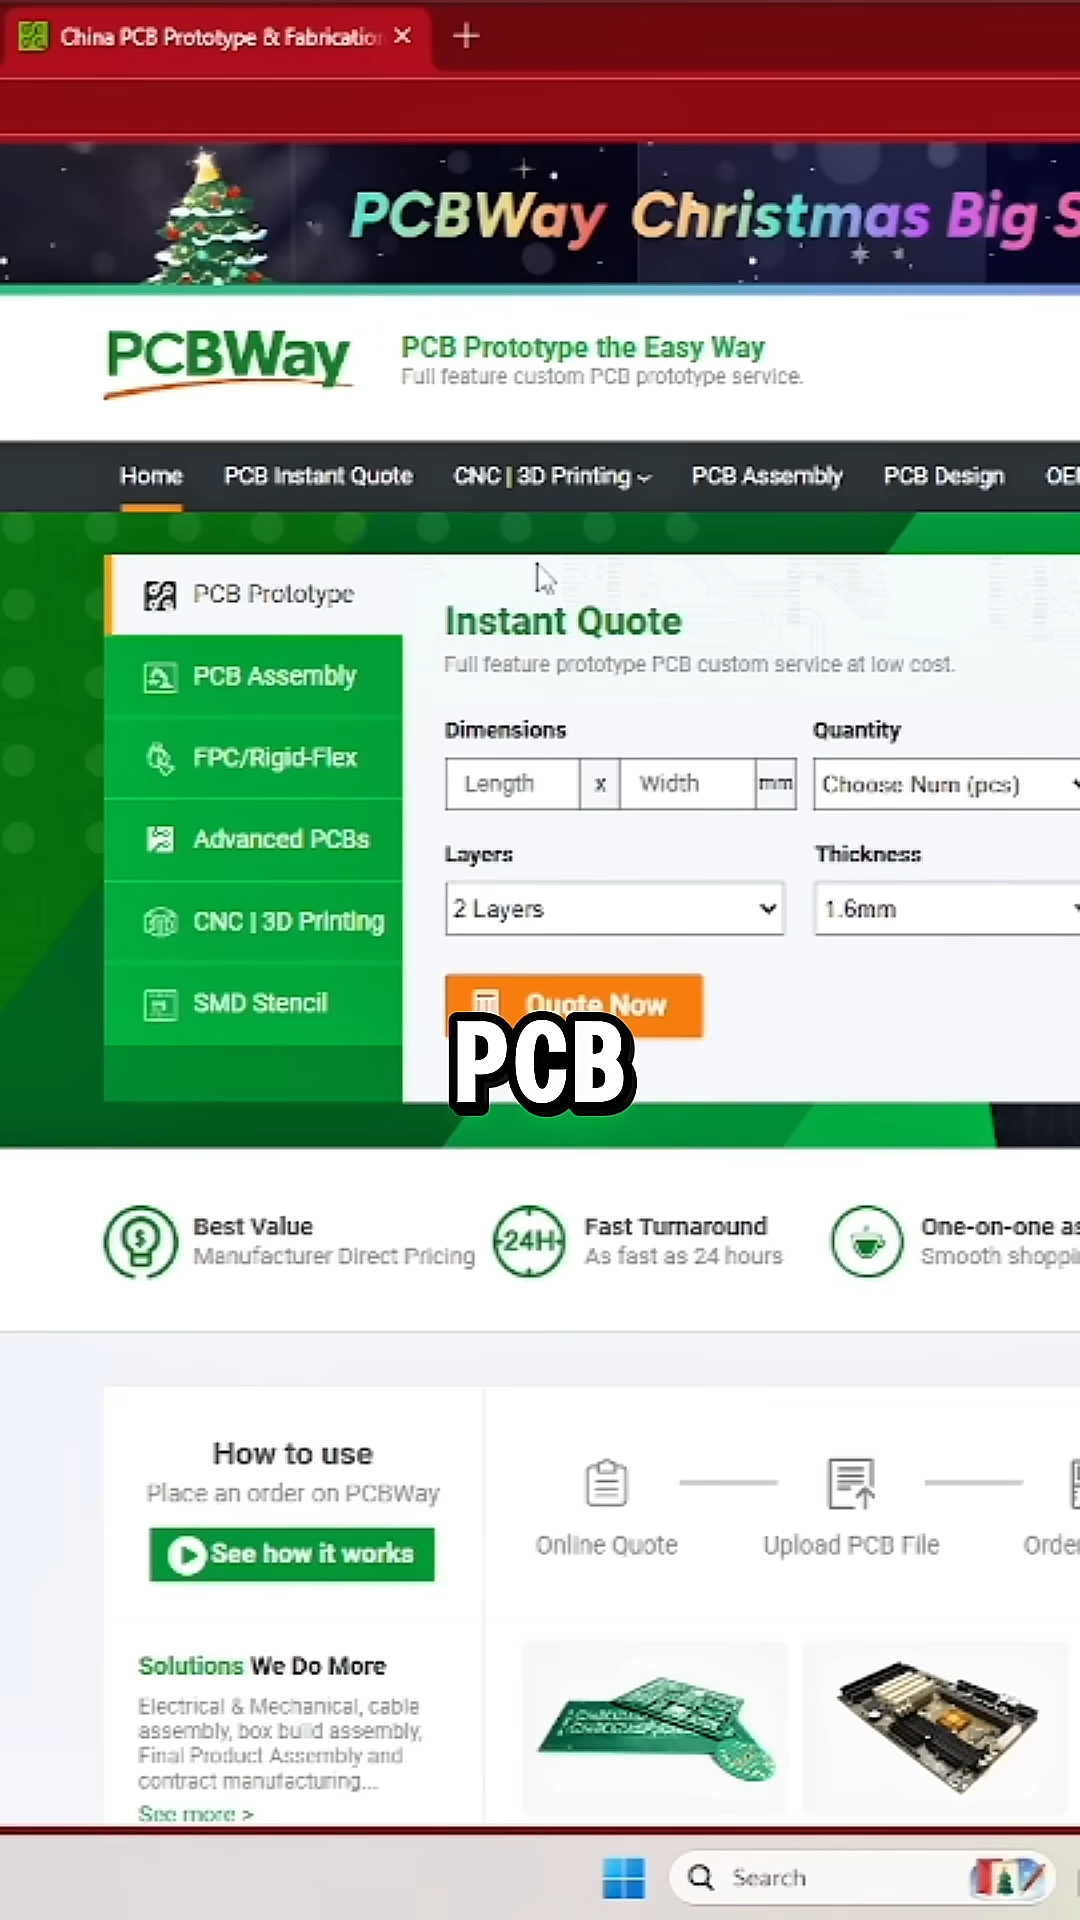 China PCB Prototype & Fabrication
PCBWay Christmas Big S
PCBWay
PCB Prototype the Easy Way
Full feature custom PCB prototype service.
Home PCB Instant Quote CNC | 3D Printing PCB Assembly PCB Design OE
PCB Prototype
PCB Assembly
FPC/Rigid-Flex
Advanced PCBs
CNC | 3D Printing
SMD Stencil
Instant Quote
Full feature prototype PCB custom service at low cost.
Dimensions Quantity
Length x Width mm Choose Num (pcs)
Layers Thickness
2 Layers 1.6mm
Quote Now
PCB
Best Value
Manufacturer Direct Pricing
24H
Fast Turnaround
As fast as 24 hours
One-on-one as
Smooth shoppi
How to use
Place an order on PCBWay
See how it works
Online Quote Upload PCB File Orde
Solutions We Do More
Electrical & Mechanical, cable
assembly, box build assembly,
Final Product Assembly and
contract manufacturing...
See more >
Search